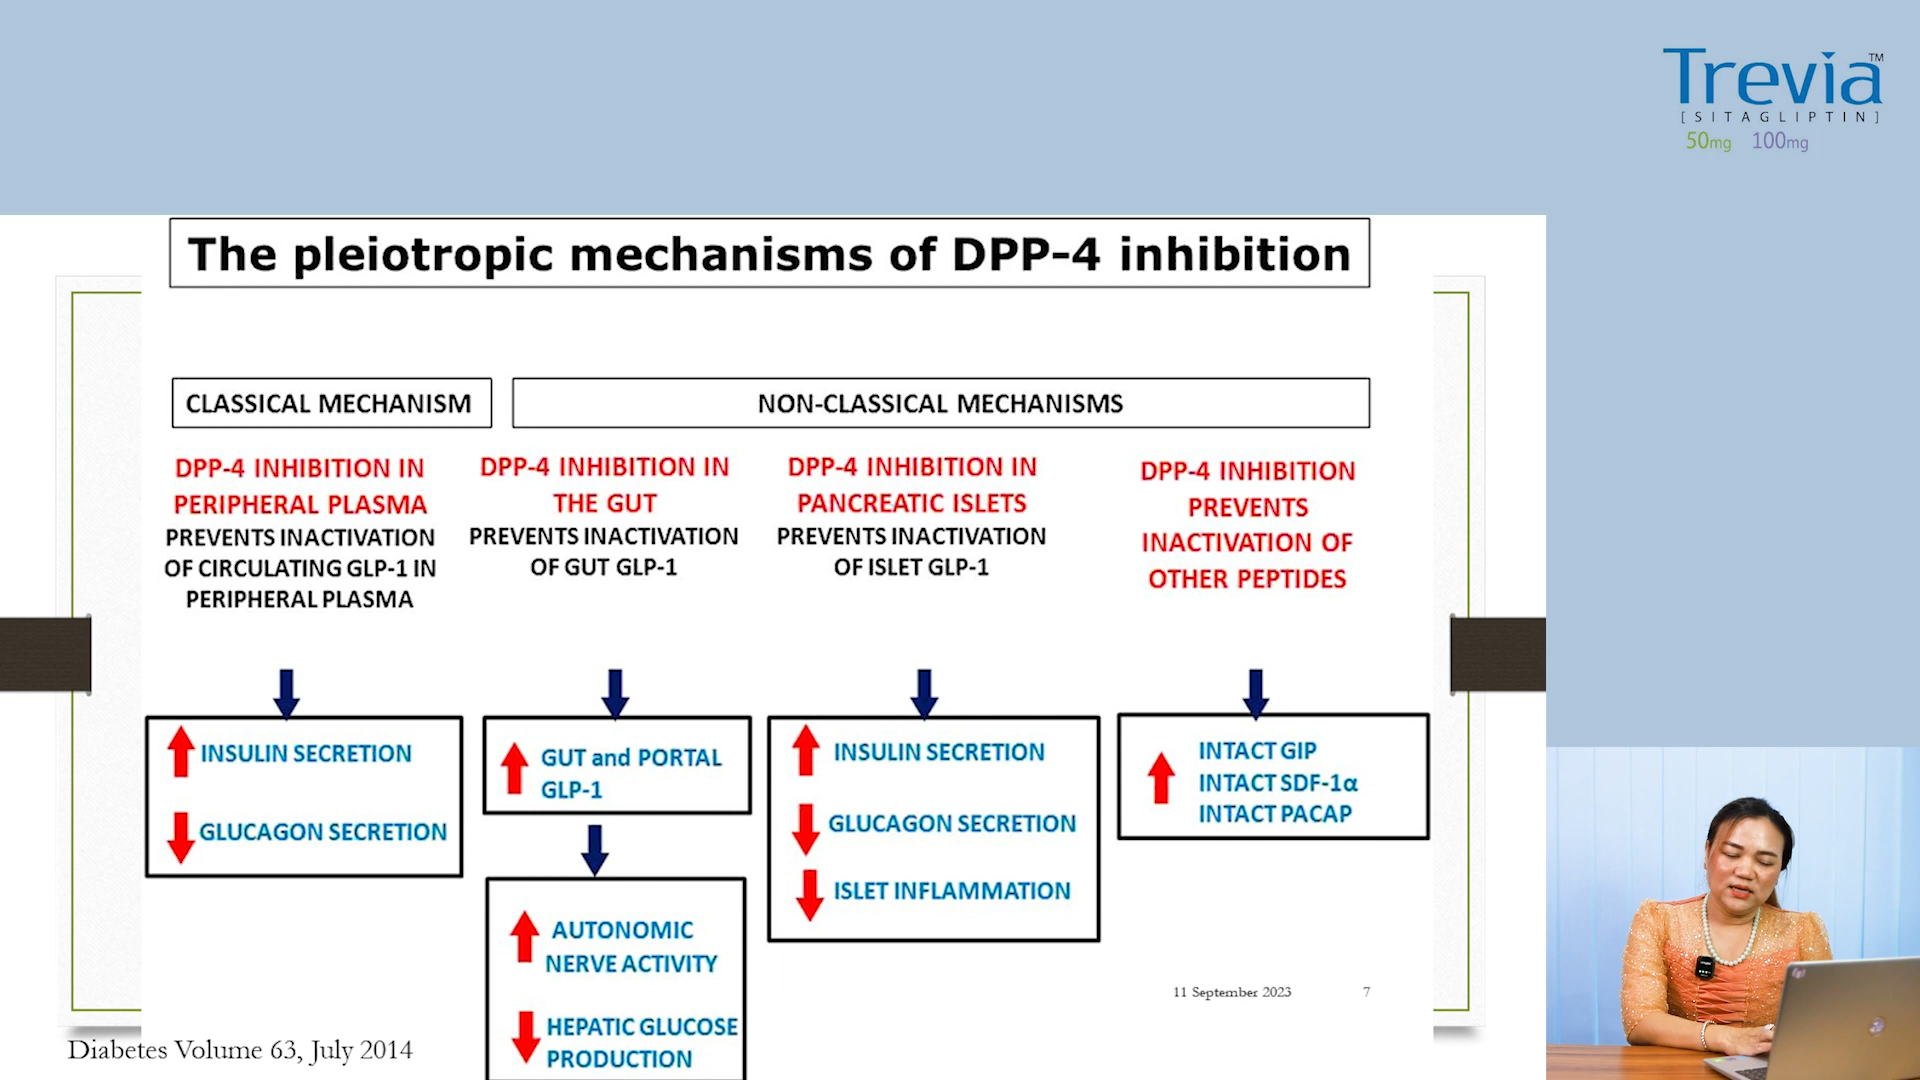 Trevia™
[SITAGLIPTIN]
50mg 100mg
The pleiotropic mechanisms of DPP-4 inhibition
CLASSICAL MECHANISM
NON-CLASSICAL MECHANISMS
DPP-4 INHIBITION IN
PERIPHERAL PLASMA
PREVENTS INACTIVATION
OF CIRCULATING GLP-1 IN
PERIPHERAL PLASMA
DPP-4 INHIBITION IN
THE GUT
PREVENTS INACTIVATION
OF GUT GLP-1
DPP-4 INHIBITION IN
PANCREATIC ISLETS
PREVENTS INACTIVATION
OF ISLET GLP-1
DPP-4 INHIBITION
PREVENTS
INACTIVATION OF
OTHER PEPTIDES
INSULIN SECRETION
GLUCAGON SECRETION
GUT and PORTAL
GLP-1
AUTONOMIC
NERVE ACTIVITY
HEPATIC GLUCOSE
PRODUCTION
INSULIN SECRETION
GLUCAGON SECRETION
ISLET INFLAMMATION
INTACT GIP
INTACT SDF-1α
INTACT PACAP
11 September 2023
7
Diabetes Volume 63, July 2014